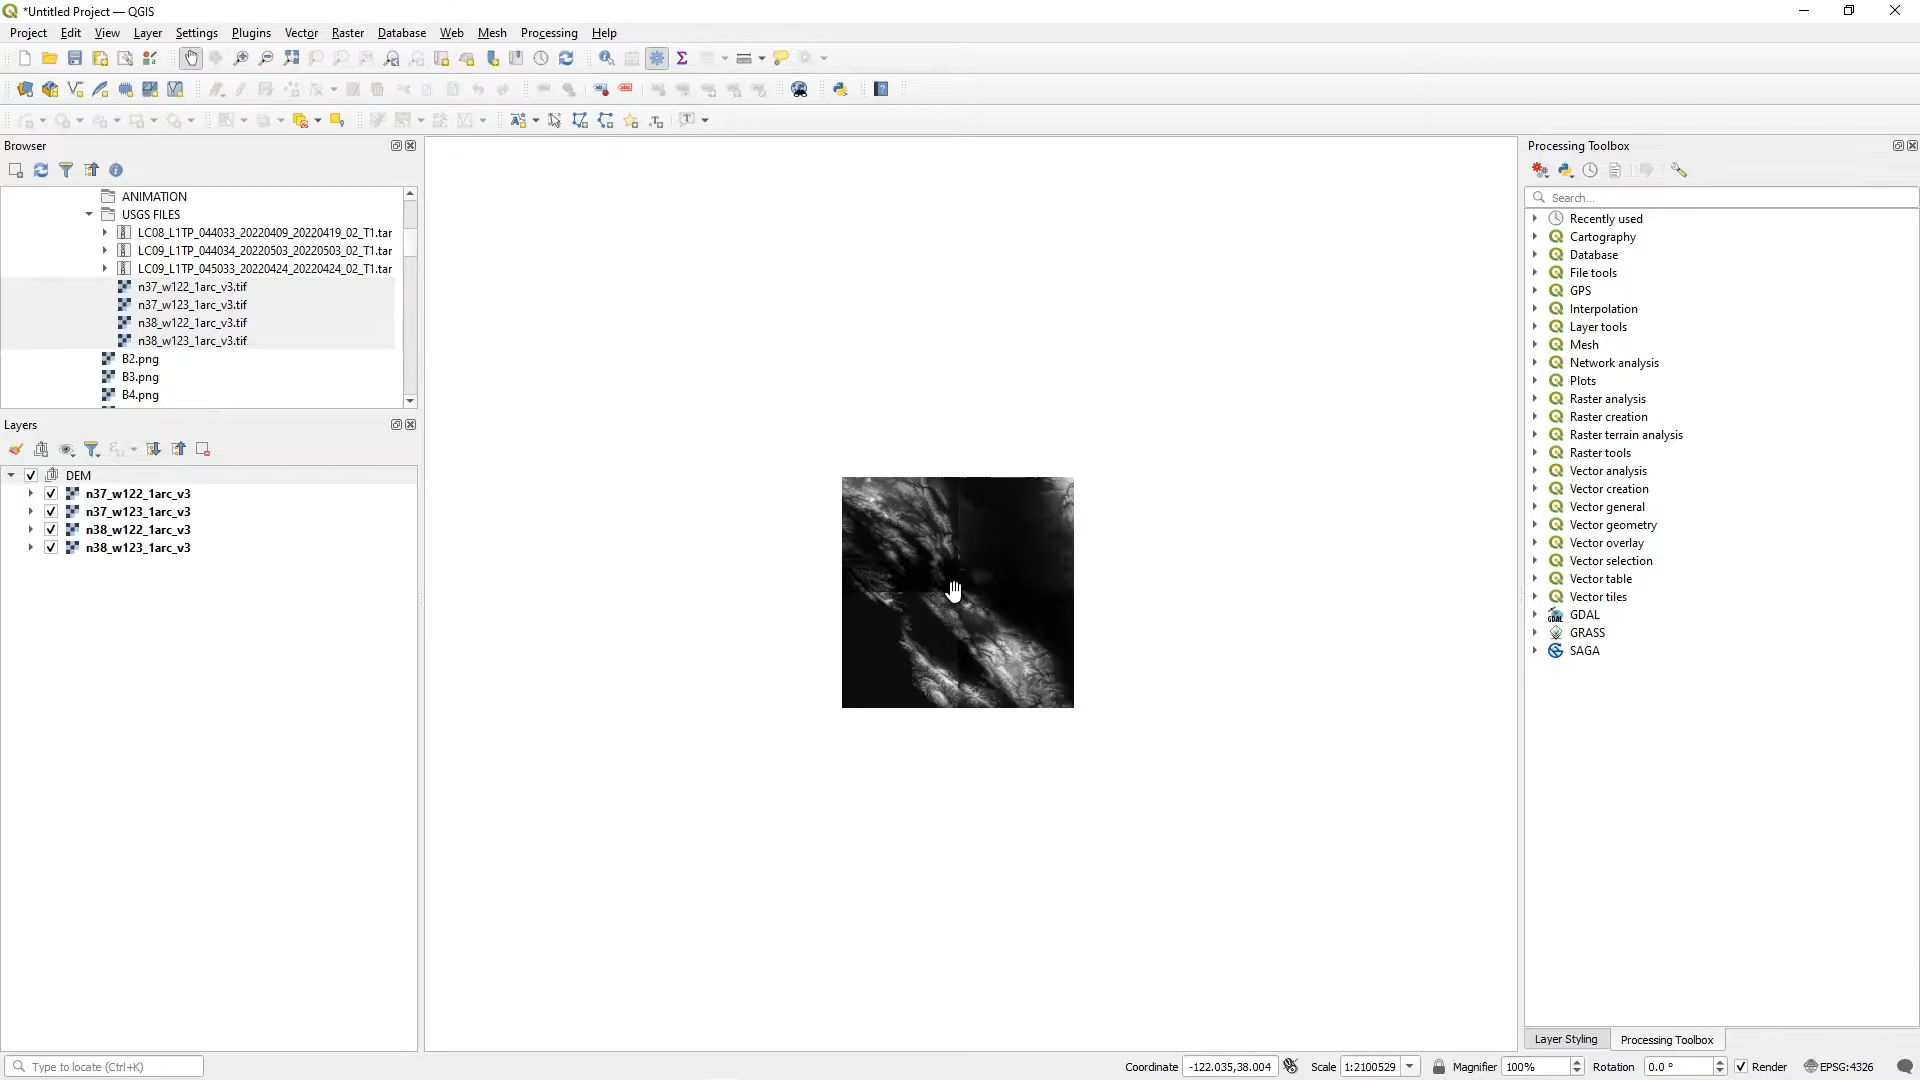 *Untitled Project — QGIS
Project Edit View Layer Settings Plugins Vector Raster Database Web Mesh Processing Help
Browser
ANIMATION
USGS FILES
LC08_L1TP_044033_20220409_20220419_02_T1.tar
LC09_L1TP_044034_20220503_20220503_02_T1.tar
LC09_L1TP_045033_20220424_20220424_02_T1.tar
n37_w122_1arc_v3.tif
n37_w123_1arc_v3.tif
n38_w122_1arc_v3.tif
n38_w123_1arc_v3.tif
B2.png
B3.png
B4.png
Layers
DEM
n37_w122_1arc_v3
n37_w123_1arc_v3
n38_w122_1arc_v3
n38_w123_1arc_v3
Processing Toolbox
Search...
Recently used
Cartography
Database
File tools
GPS
Interpolation
Layer tools
Mesh
Network analysis
Plots
Raster analysis
Raster creation
Raster terrain analysis
Raster tools
Vector analysis
Vector creation
Vector general
Vector geometry
Vector overlay
Vector selection
Vector table
Vector tiles
GDAL
GRASS
SAGA
Layer Styling Processing Toolbox
Type to locate (Ctrl+K) Coordinate -122.035,38.004 Scale 1:2100529 Magnifier 100% Rotation 0.0 ° Render EPSG:4326